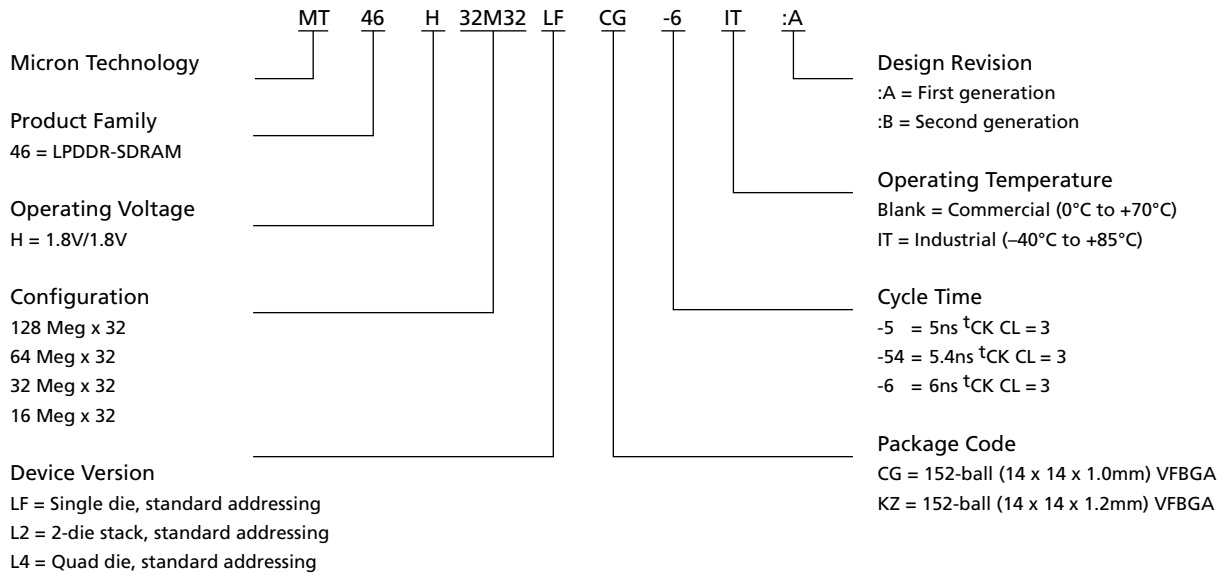 MT 46 H 32M32 LF CG -6 IT :A
Micron Technology
Product Family
46 = LPDDR-SDRAM
Operating Voltage
H = 1.8V/1.8V
Configuration
128 Meg x 32
64 Meg x 32
32 Meg x 32
16 Meg x 32
Device Version
LF = Single die, standard addressing
L2 = 2-die stack, standard addressing
L4 = Quad die, standard addressing
Design Revision
:A = First generation
:B = Second generation
Operating Temperature
Blank = Commercial (0°C to +70°C)
IT = Industrial (–40°C to +85°C)
Cycle Time
-5 = 5ns tCK CL = 3
-54 = 5.4ns tCK CL = 3
-6 = 6ns tCK CL = 3
Package Code
CG = 152-ball (14 x 14 x 1.0mm) VFBGA
KZ = 152-ball (14 x 14 x 1.2mm) VFBGA